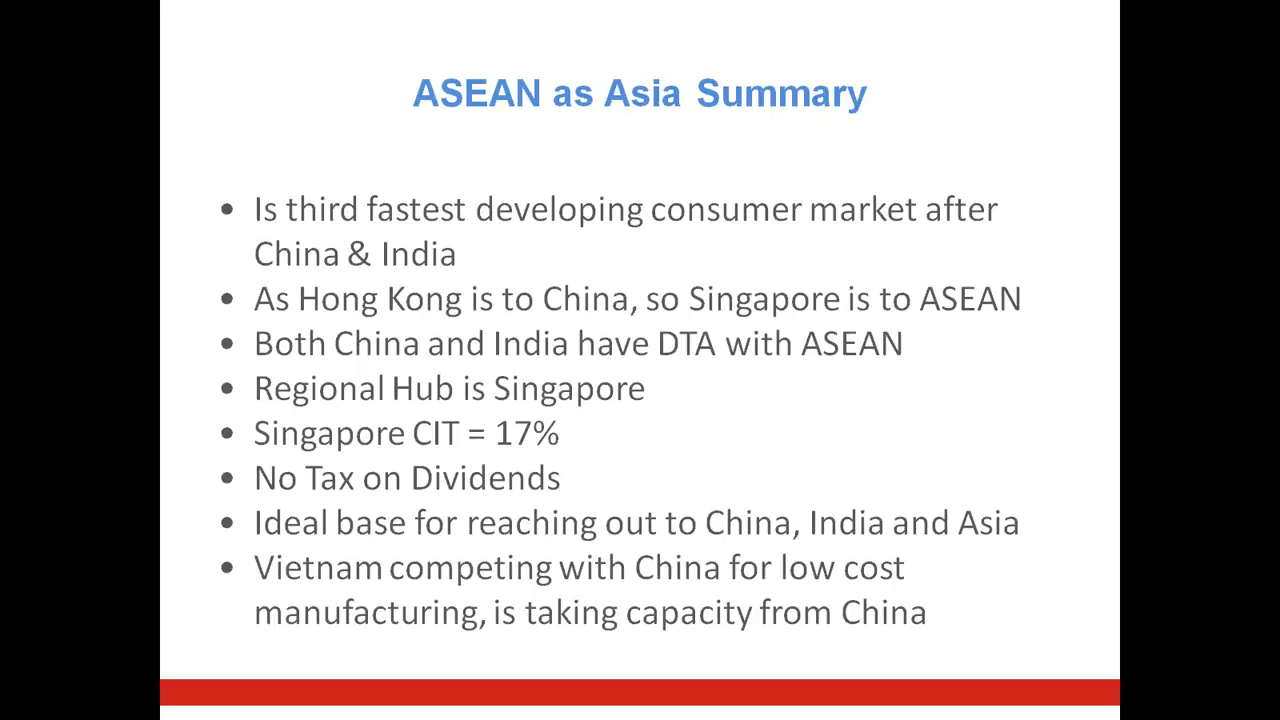 ASEAN as Asia Summary
• Is third fastest developing consumer market after
China & India
• As Hong Kong is to China, so Singapore is to ASEAN
• Both China and India have DTA with ASEAN
• Regional Hub is Singapore
• Singapore CIT = 17%
• No Tax on Dividends
• Ideal base for reaching out to China, India and Asia
• Vietnam competing with China for low cost
manufacturing, is taking capacity from China